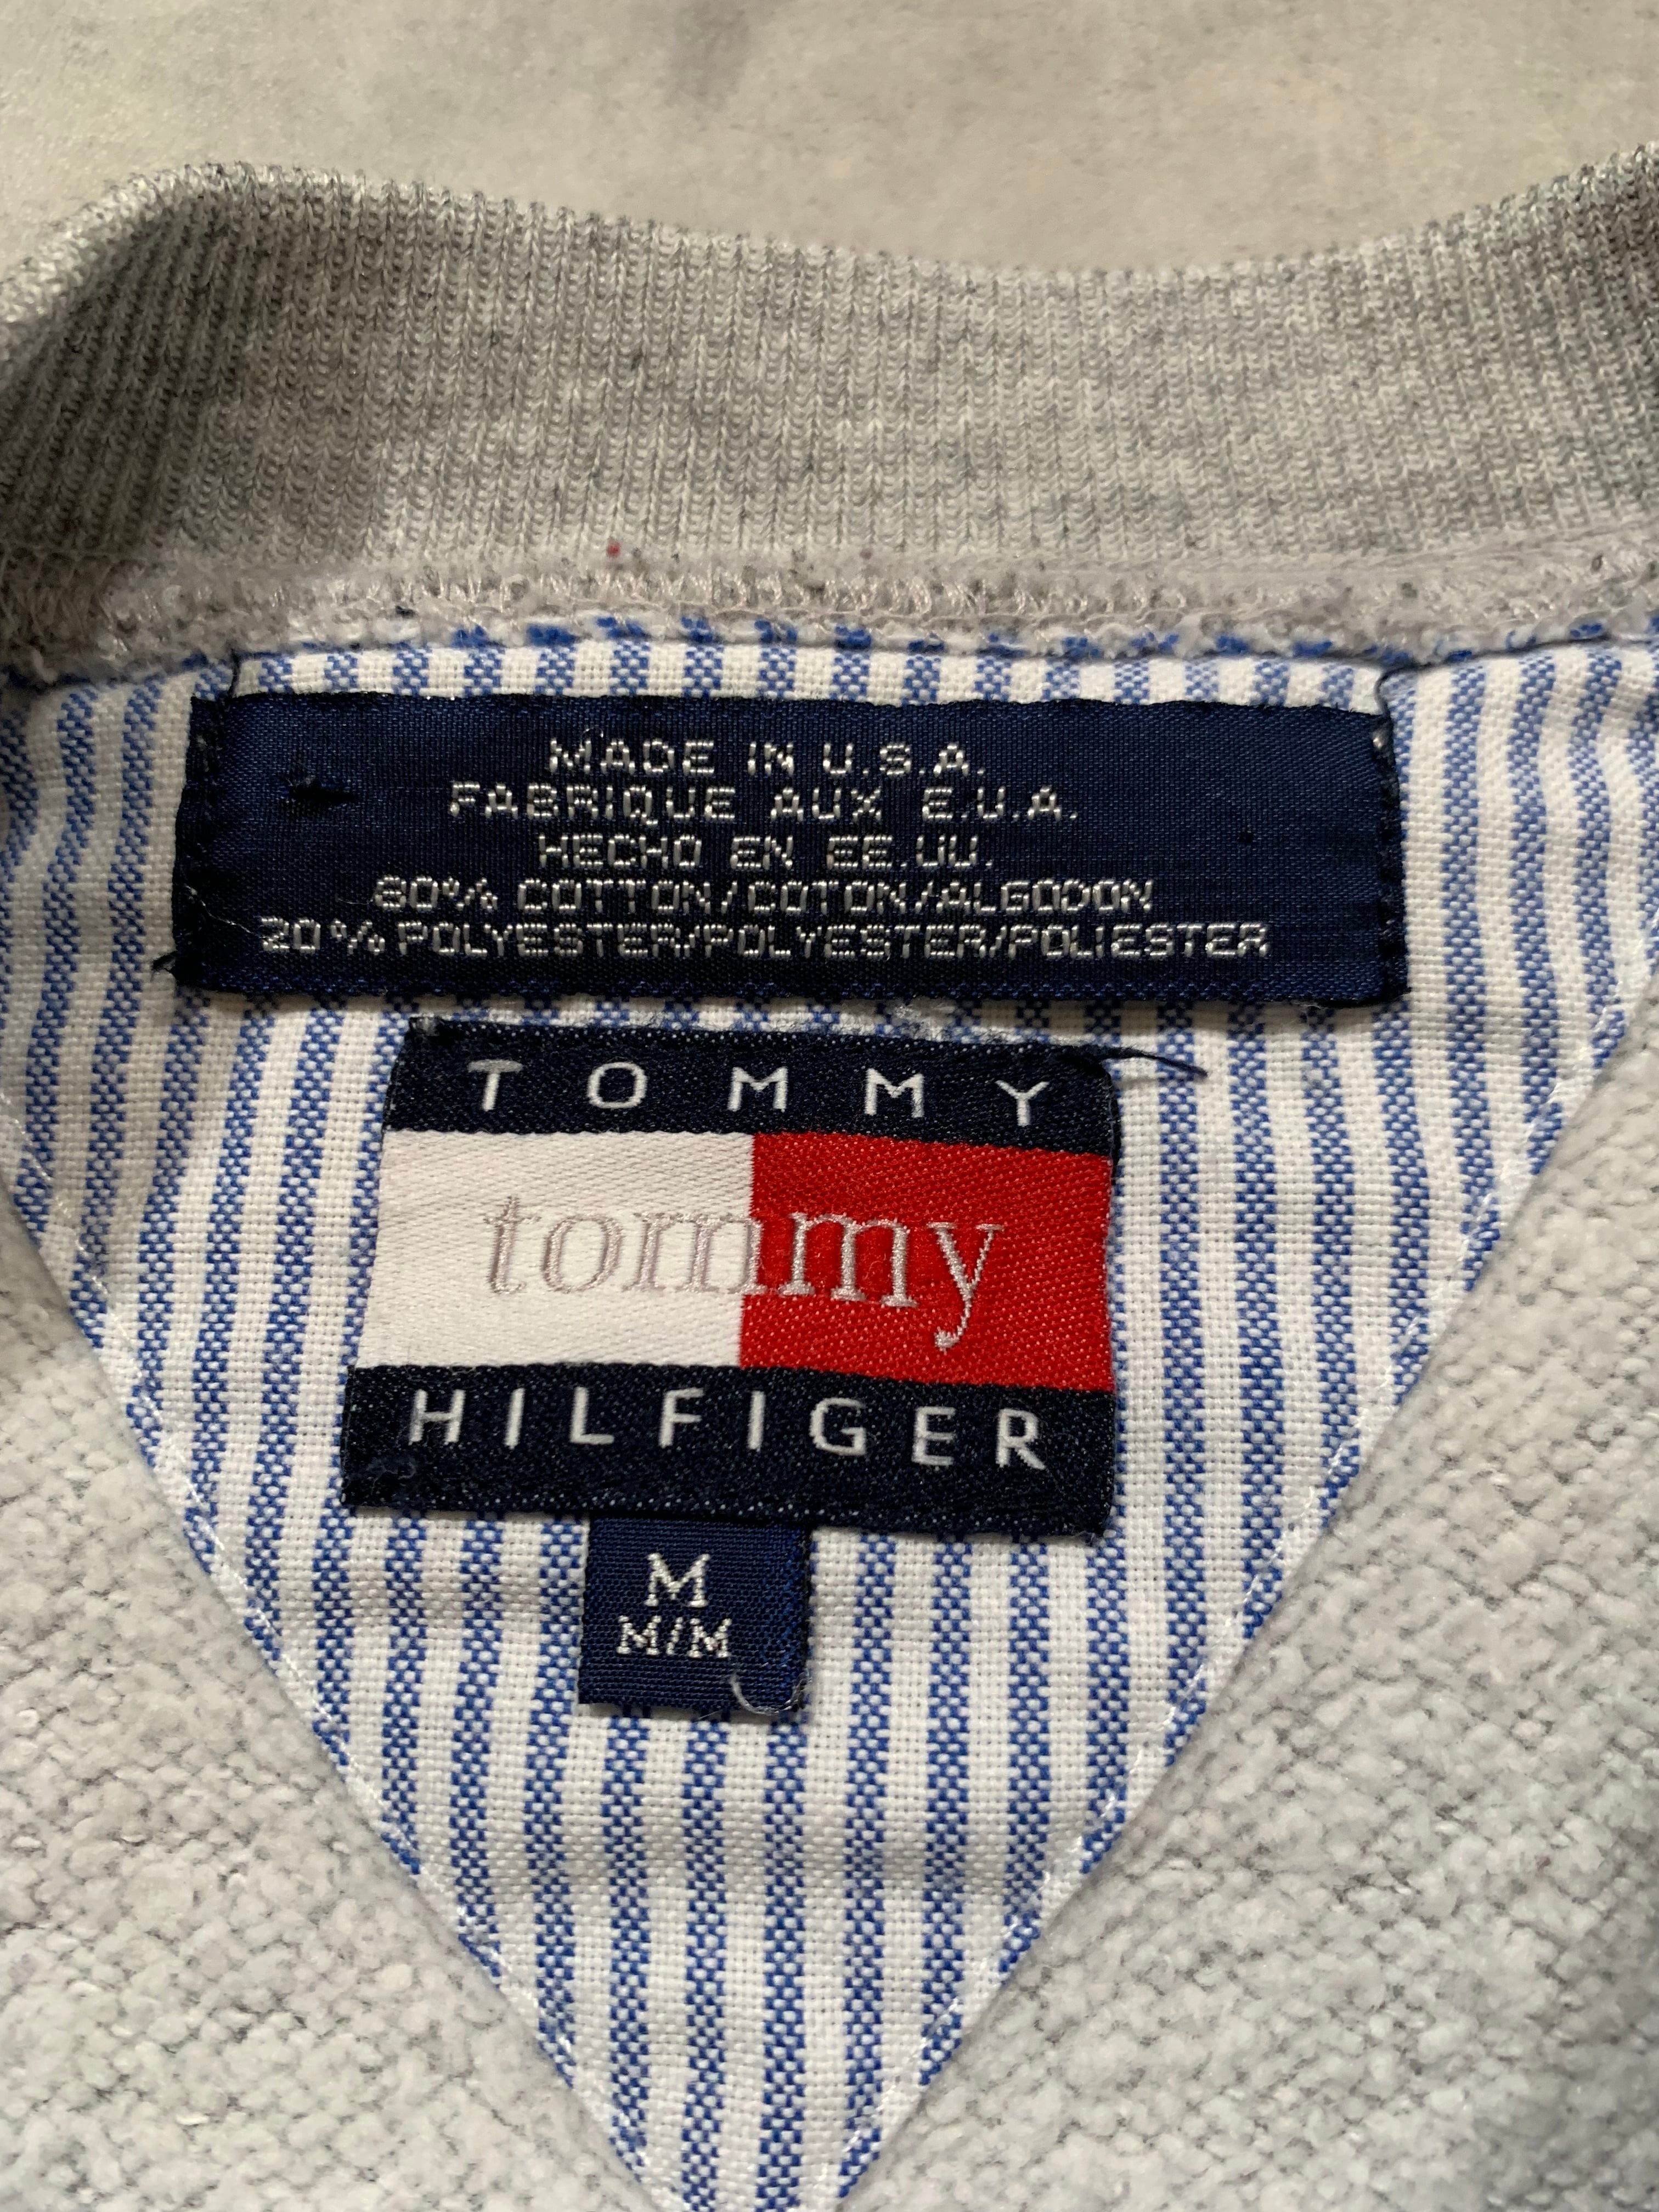 MADE IN U.S.A.
FABRIQUE AUX E.U.A.
HECHO EN EE.UU.
80% COTTON/COTON/ALGODON
20% POLYESTER/POLYESTER/POLIESTER
TOMMY
tommy
HILFIGER
M
M/M